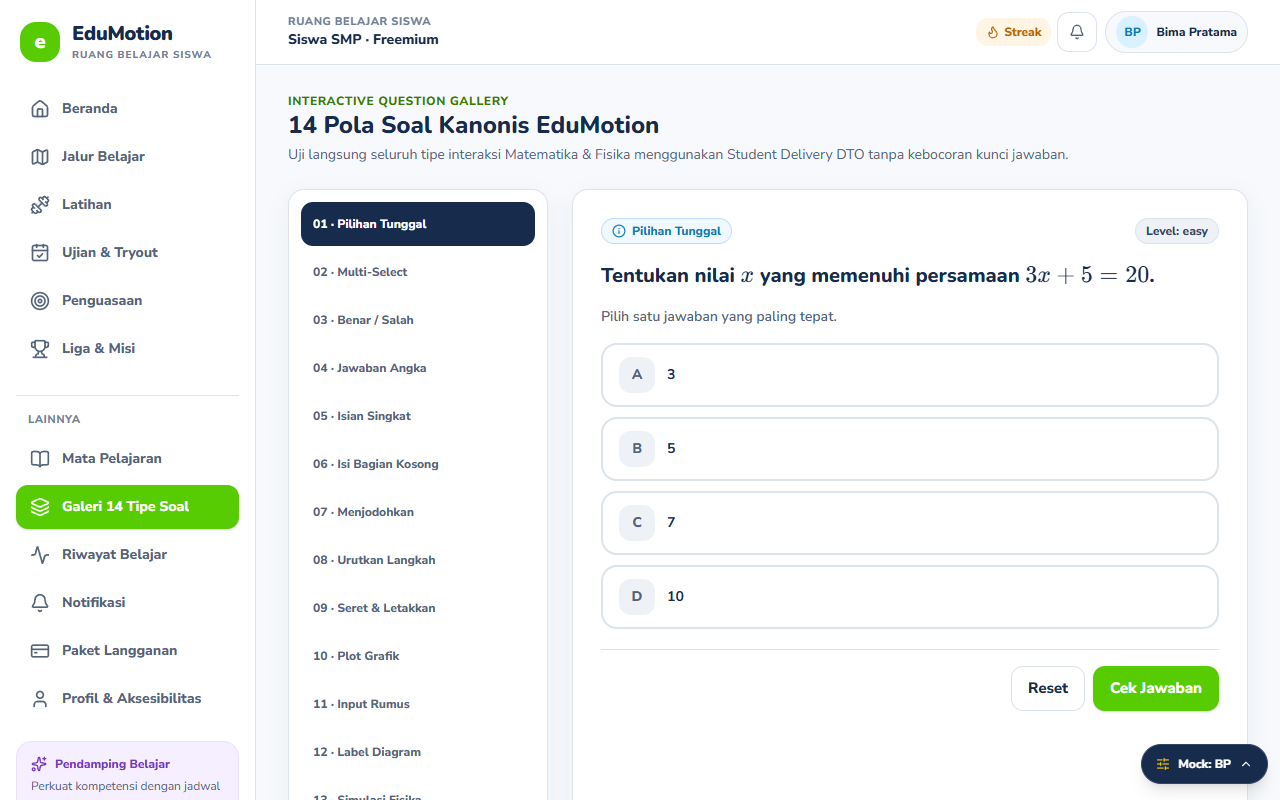 e
EduMotion
RUANG BELAJAR SISWA
Beranda
Jalur Belajar
Latihan
Ujian & Tryout
Penguasaan
Liga & Misi
LAINNYA
Mata Pelajaran
Galeri 14 Tipe Soal
Riwayat Belajar
Notifikasi
Paket Langganan
Profil & Aksesibilitas
Pendamping Belajar
Perkuat kompetensi dengan jadwal
RUANG BELAJAR SISWA
Siswa SMP · Freemium
Streak
BP
Bima Pratama
INTERACTIVE QUESTION GALLERY
14 Pola Soal Kanonis EduMotion
Uji langsung seluruh tipe interaksi Matematika & Fisika menggunakan Student Delivery DTO tanpa kebocoran kunci jawaban.
01 · Pilihan Tunggal
02 · Multi-Select
03 · Benar / Salah
04 · Jawaban Angka
05 · Isian Singkat
06 · Isi Bagian Kosong
07 · Menjodohkan
08 · Urutkan Langkah
09 · Seret & Letakkan
10 · Plot Grafik
11 · Input Rumus
12 · Label Diagram
13 · Simulasi Fisika
Pilihan Tunggal
Level: easy
Tentukan nilai x yang memenuhi persamaan 3x + 5 = 20.
Pilih satu jawaban yang paling tepat.
A 3
B 5
C 7
D 10
Reset
Cek Jawaban
Mock: BP